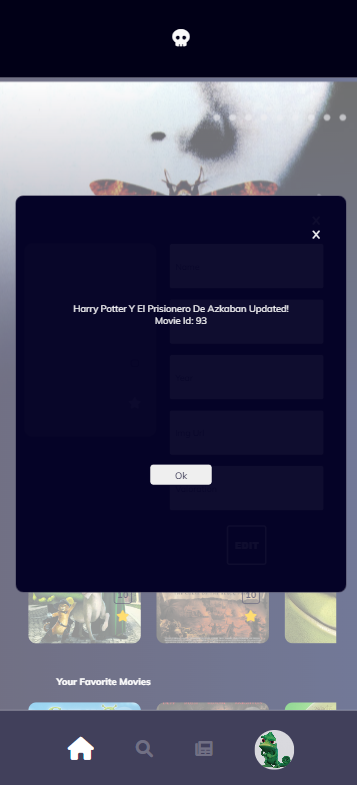 X
Harry Potter Y El Prisionero De Azkaban Updated!
Movie Id: 93
Ok
EDIT
10
10
Your Favorite Movies